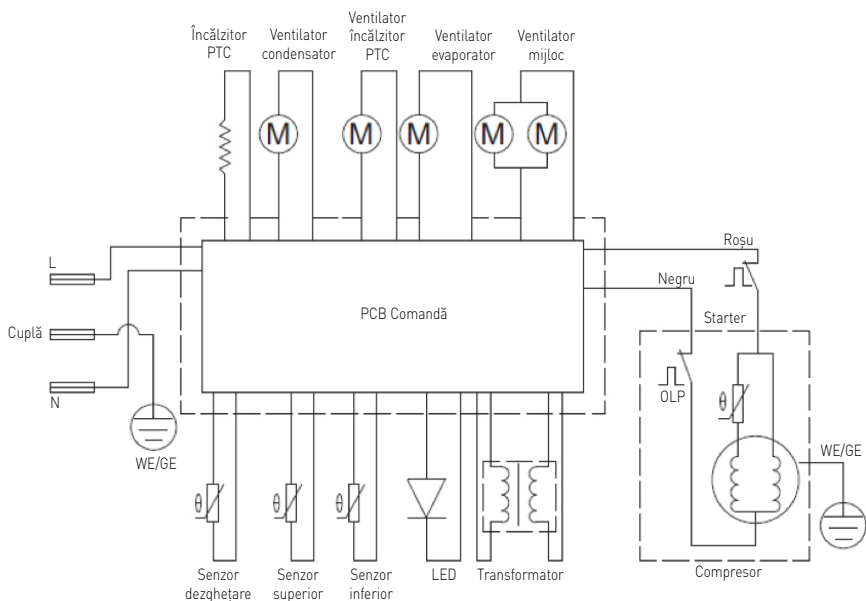 Încălzitor
PTC
Ventilator
condensator
Ventilator
încălzitor
PTC
Ventilator
evaporator
Ventilator
mijloc
M
M
M
M
M
L
Cuplă
N
WE/GE
PCB Comandă
Roșu
Negru
Starter
OLP
θ
WE/GE
Compresor
θ
θ
θ
Senzor
dezghețare
Senzor
superior
Senzor
inferior
LED
Transformator